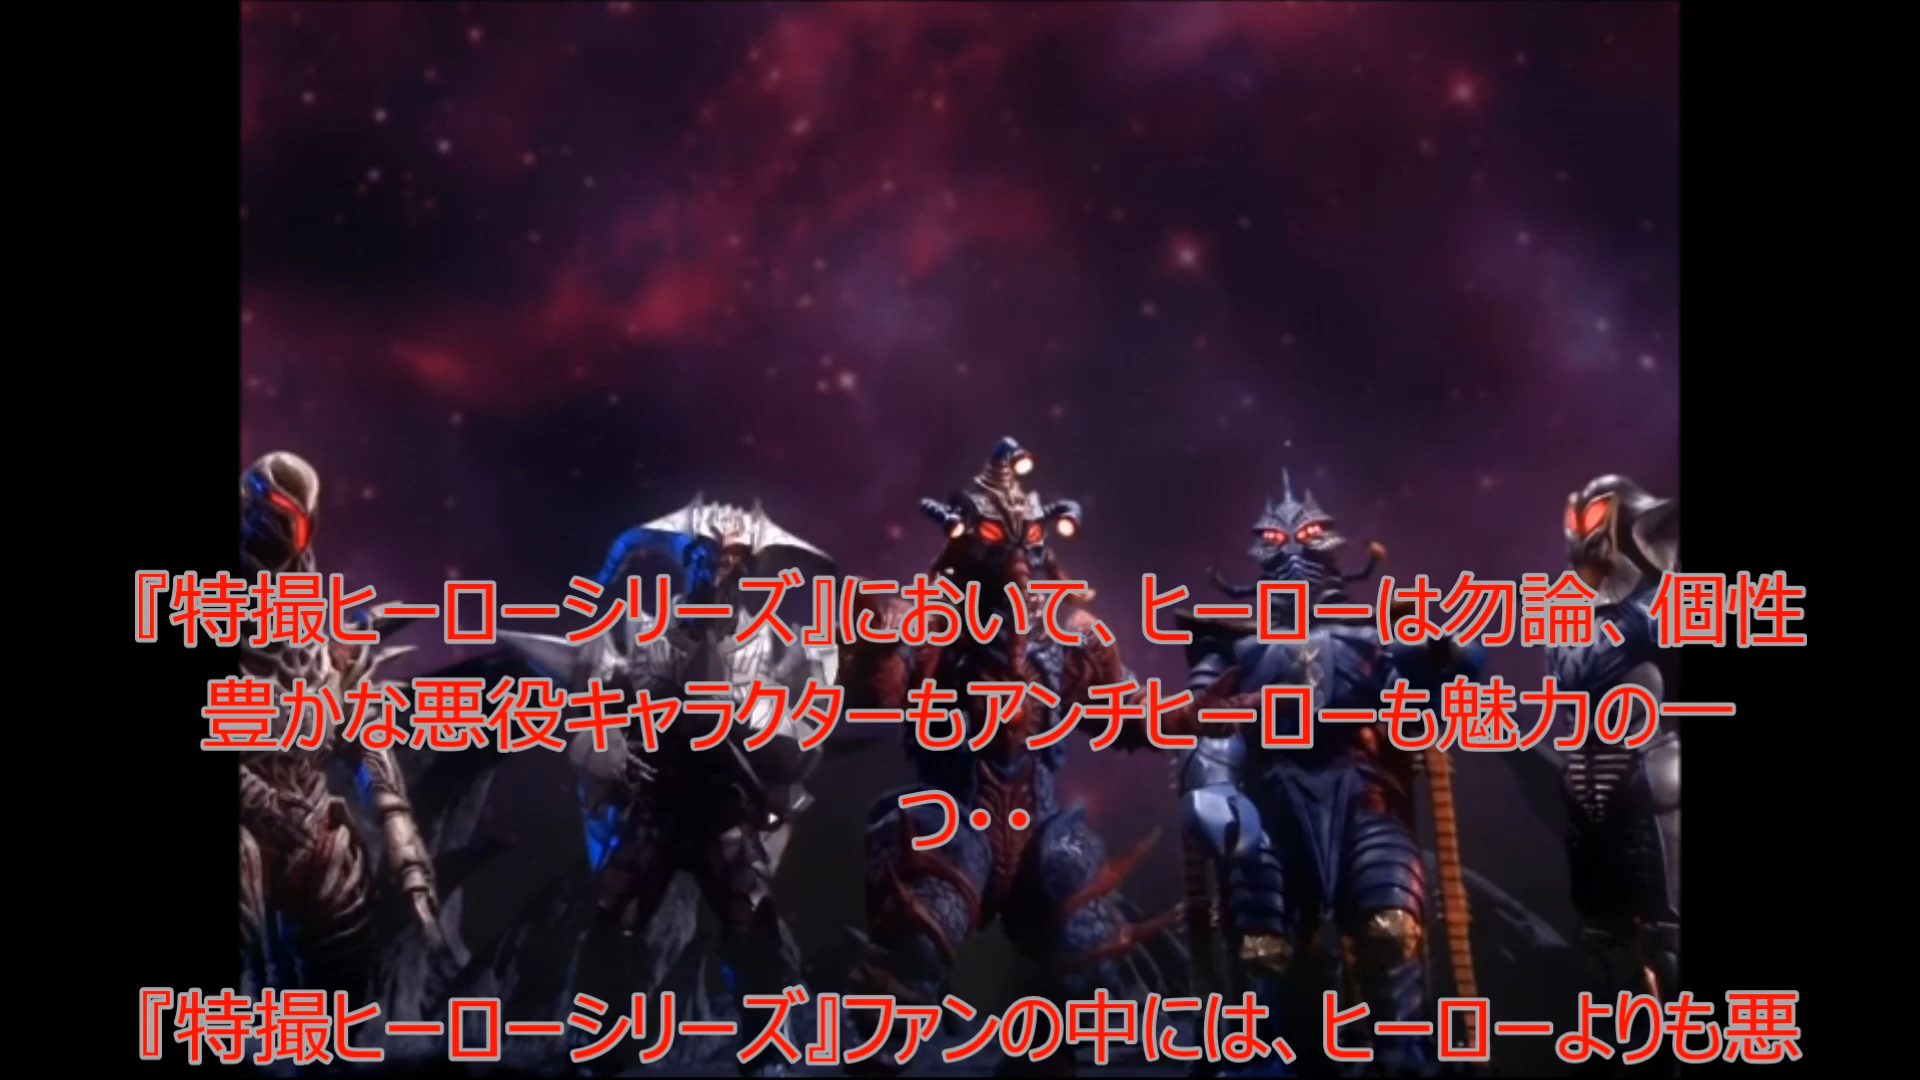 『特撮ヒーローシリーズ』において、ヒーローは勿論、個性
豊かな悪役キャラクターもアンチヒーローも魅力の一
つ・・
『特撮ヒーローシリーズ』ファンの中には、ヒーローよりも悪